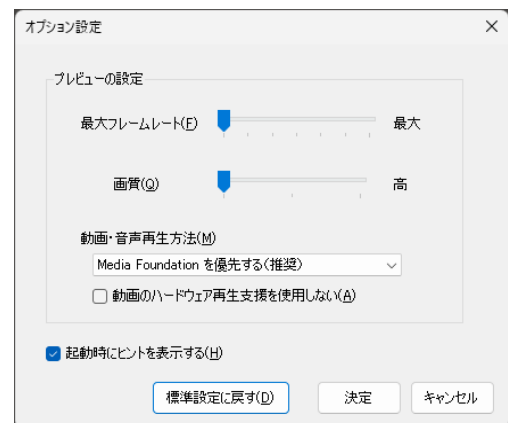 オプション設定
プレビューの設定
最大フレームレート(F) 最大
画質(Q) 高
動画・音声再生方法(M)
Media Foundation を優先する(推奨)
動画のハードウェア再生支援を使用しない(A)
起動時にヒントを表示する(H)
標準設定に戻す(D) 決定 キャンセル